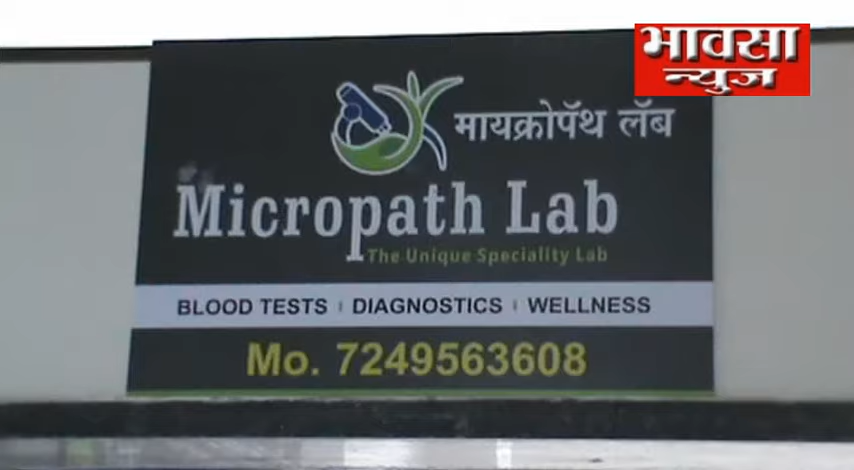 भावसा
न्युज
मायक्रोपॅथ लॅब
Micropath Lab
The Unique Speciality Lab
BLOOD TESTS | DIAGNOSTICS | WELLNESS
Mo. 7249563608